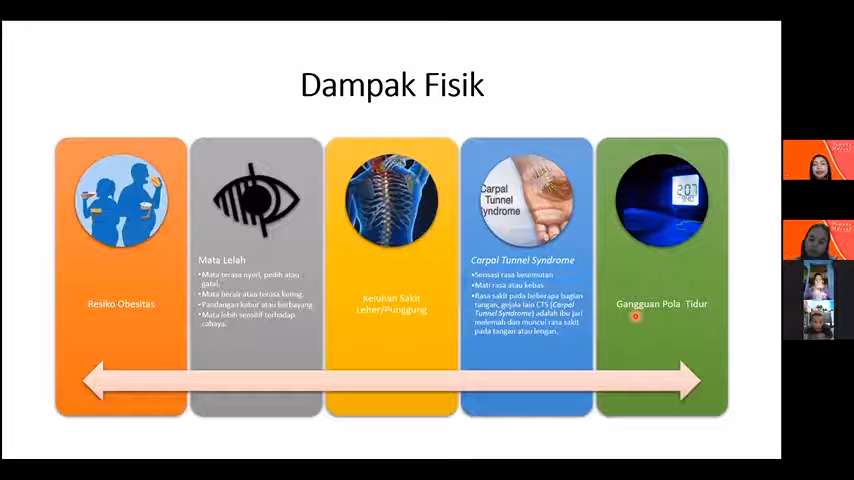 Dampak Fisik
Resiko Obesitas
Mata Lelah
•Mata terasa nyeri, pedih atau
gatal.
•Mata berair atau terasa kering.
•Pandangan kabur atau berbayang.
•Mata lebih sensitif terhadap
cahaya.
Keluhan Sakit
Leher/Punggung
Carpal
Tunnel
Syndrome
Carpal Tunnel Syndrome
•Sensasi rasa kesemutan
•Mati rasa atau kebas
•Rasa sakit pada beberapa bagian
tangan, gejala lain CTS (Carpal
Tunnel Syndrome) adalah ibu jari
melemah dan muncul rasa sakit
pada tangan atau lengan.
2:07
Gangguan Pola Tidur